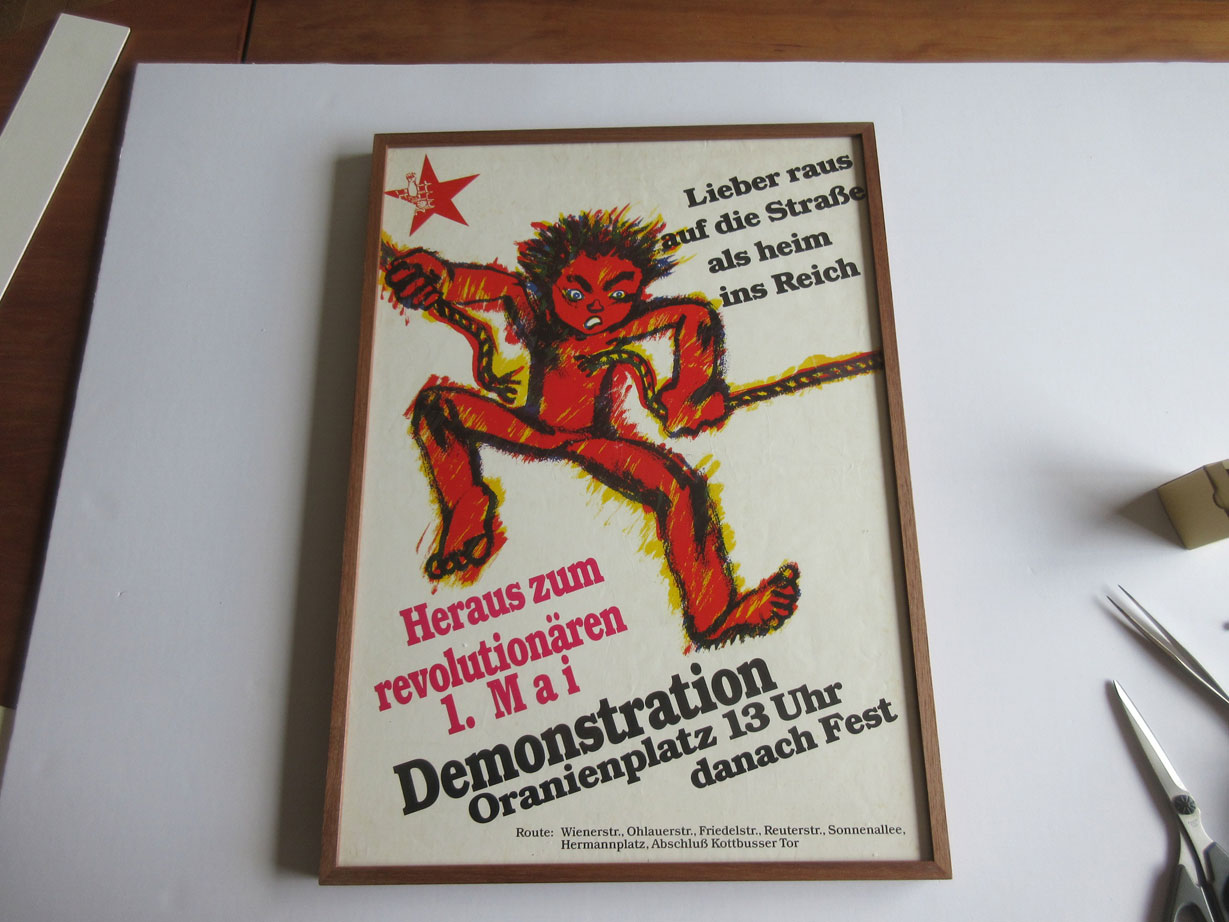 Lieber raus
auf die Straße
als heim
ins Reich
Heraus zum
revolutionären
1. Mai
Demonstration
Oranienplatz 13 Uhr
danach Fest
Route: Wienerstr., Ohlauerstr., Friedelstr., Reuterstr., Sonnenallee,
Hermannplatz, Abschluß Kottbusser Tor